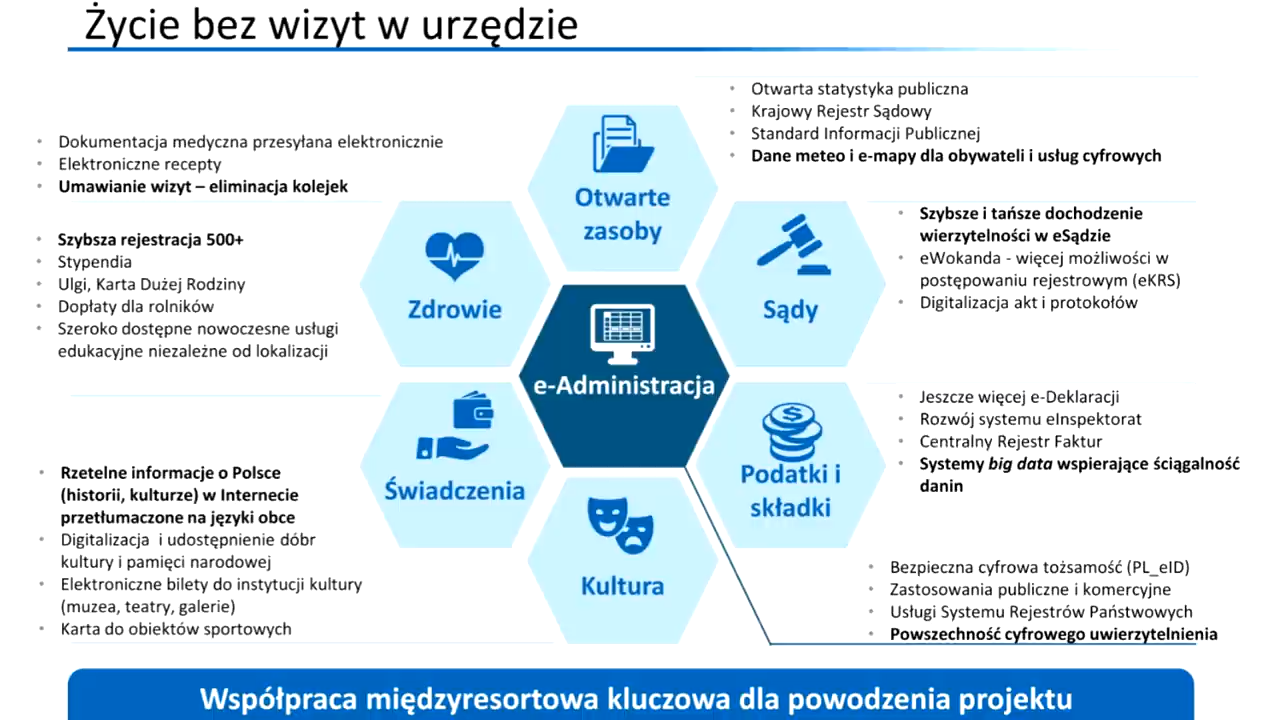 Życie bez wizyt w urzędzie
Dokumentacja medyczna przesyłana elektronicznie
Elektroniczne recepty
Umawianie wizyt – eliminacja kolejek
Szybsza rejestracja 500+
Stypendia
Ulgi, Karta Dużej Rodziny
Dopłaty dla rolników
Szeroko dostępne nowoczesne usługi
edukacyjne niezależne od lokalizacji
Rzetelne informacje o Polsce
(historii, kulturze) w Internecie
przetłumaczone na języki obce
Digitalizacja i udostępnienie dóbr
kultury i pamięci narodowej
Elektroniczne bilety do instytucji kultury
(muzea, teatry, galerie)
Karta do obiektów sportowych
Otwarte
zasoby
Zdrowie
Sądy
e-Administracja
Świadczenia
Podatki i
składki
Kultura
Otwarta statystyka publiczna
Krajowy Rejestr Sądowy
Standard Informacji Publicznej
Dane meteo i e-mapy dla obywateli i usług cyfrowych
Szybsze i tańsze dochodzenie
wierzytelności w eSądzie
eWokanda - więcej możliwości w
postępowaniu rejestrowym (eKRS)
Digitalizacja akt i protokołów
Jeszcze więcej e-Deklaracji
Rozwój systemu eInspektorat
Centralny Rejestr Faktur
Systemy big data wspierające ściągalność
danin
Bezpieczna cyfrowa tożsamość (PL_eID)
Zastosowania publiczne i komercyjne
Usługi Systemu Rejestrów Państwowych
Powszechność cyfrowego uwierzytelnienia
Współpraca międzyresortowa kluczowa dla powodzenia projektu